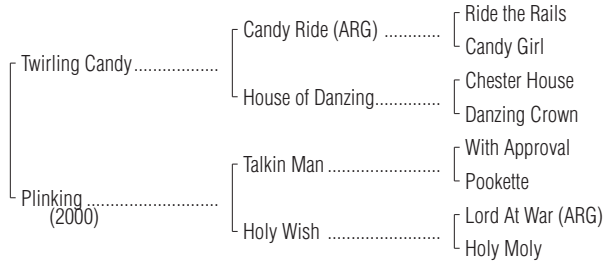 Ride the Rails
Candy Ride (ARG) ............
Candy Girl
Twirling Candy..................
Chester House
House of Danzing..............
Danzing Crown
With Approval
Talkin Man ........................
Pookette
Plinking ............................
(2000)
Lord At War (ARG)
Holy Wish ........................
Holy Moly